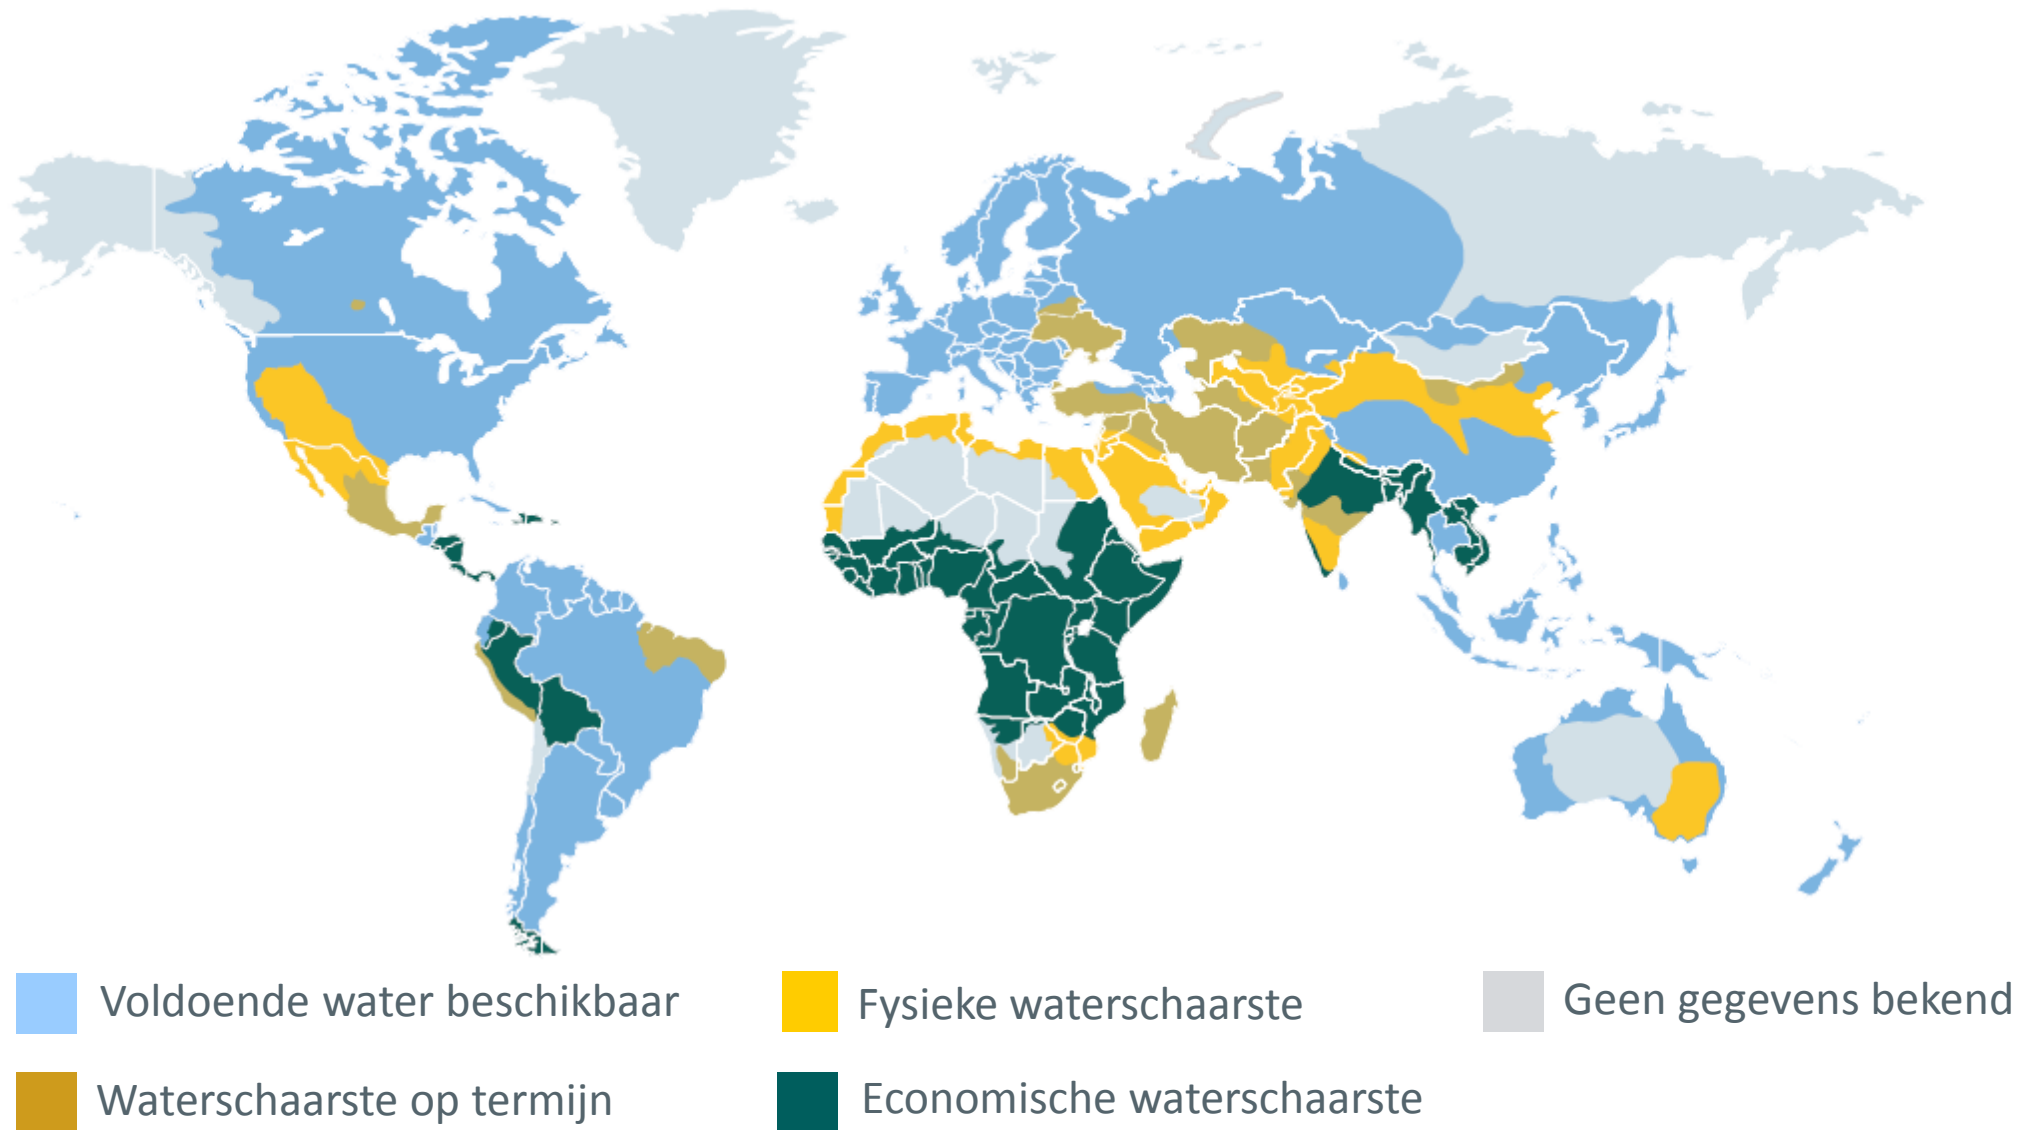 Voldoende water beschikbaar
Fysieke waterschaarste
Geen gegevens bekend
Waterschaarste op termijn
Economische waterschaarste